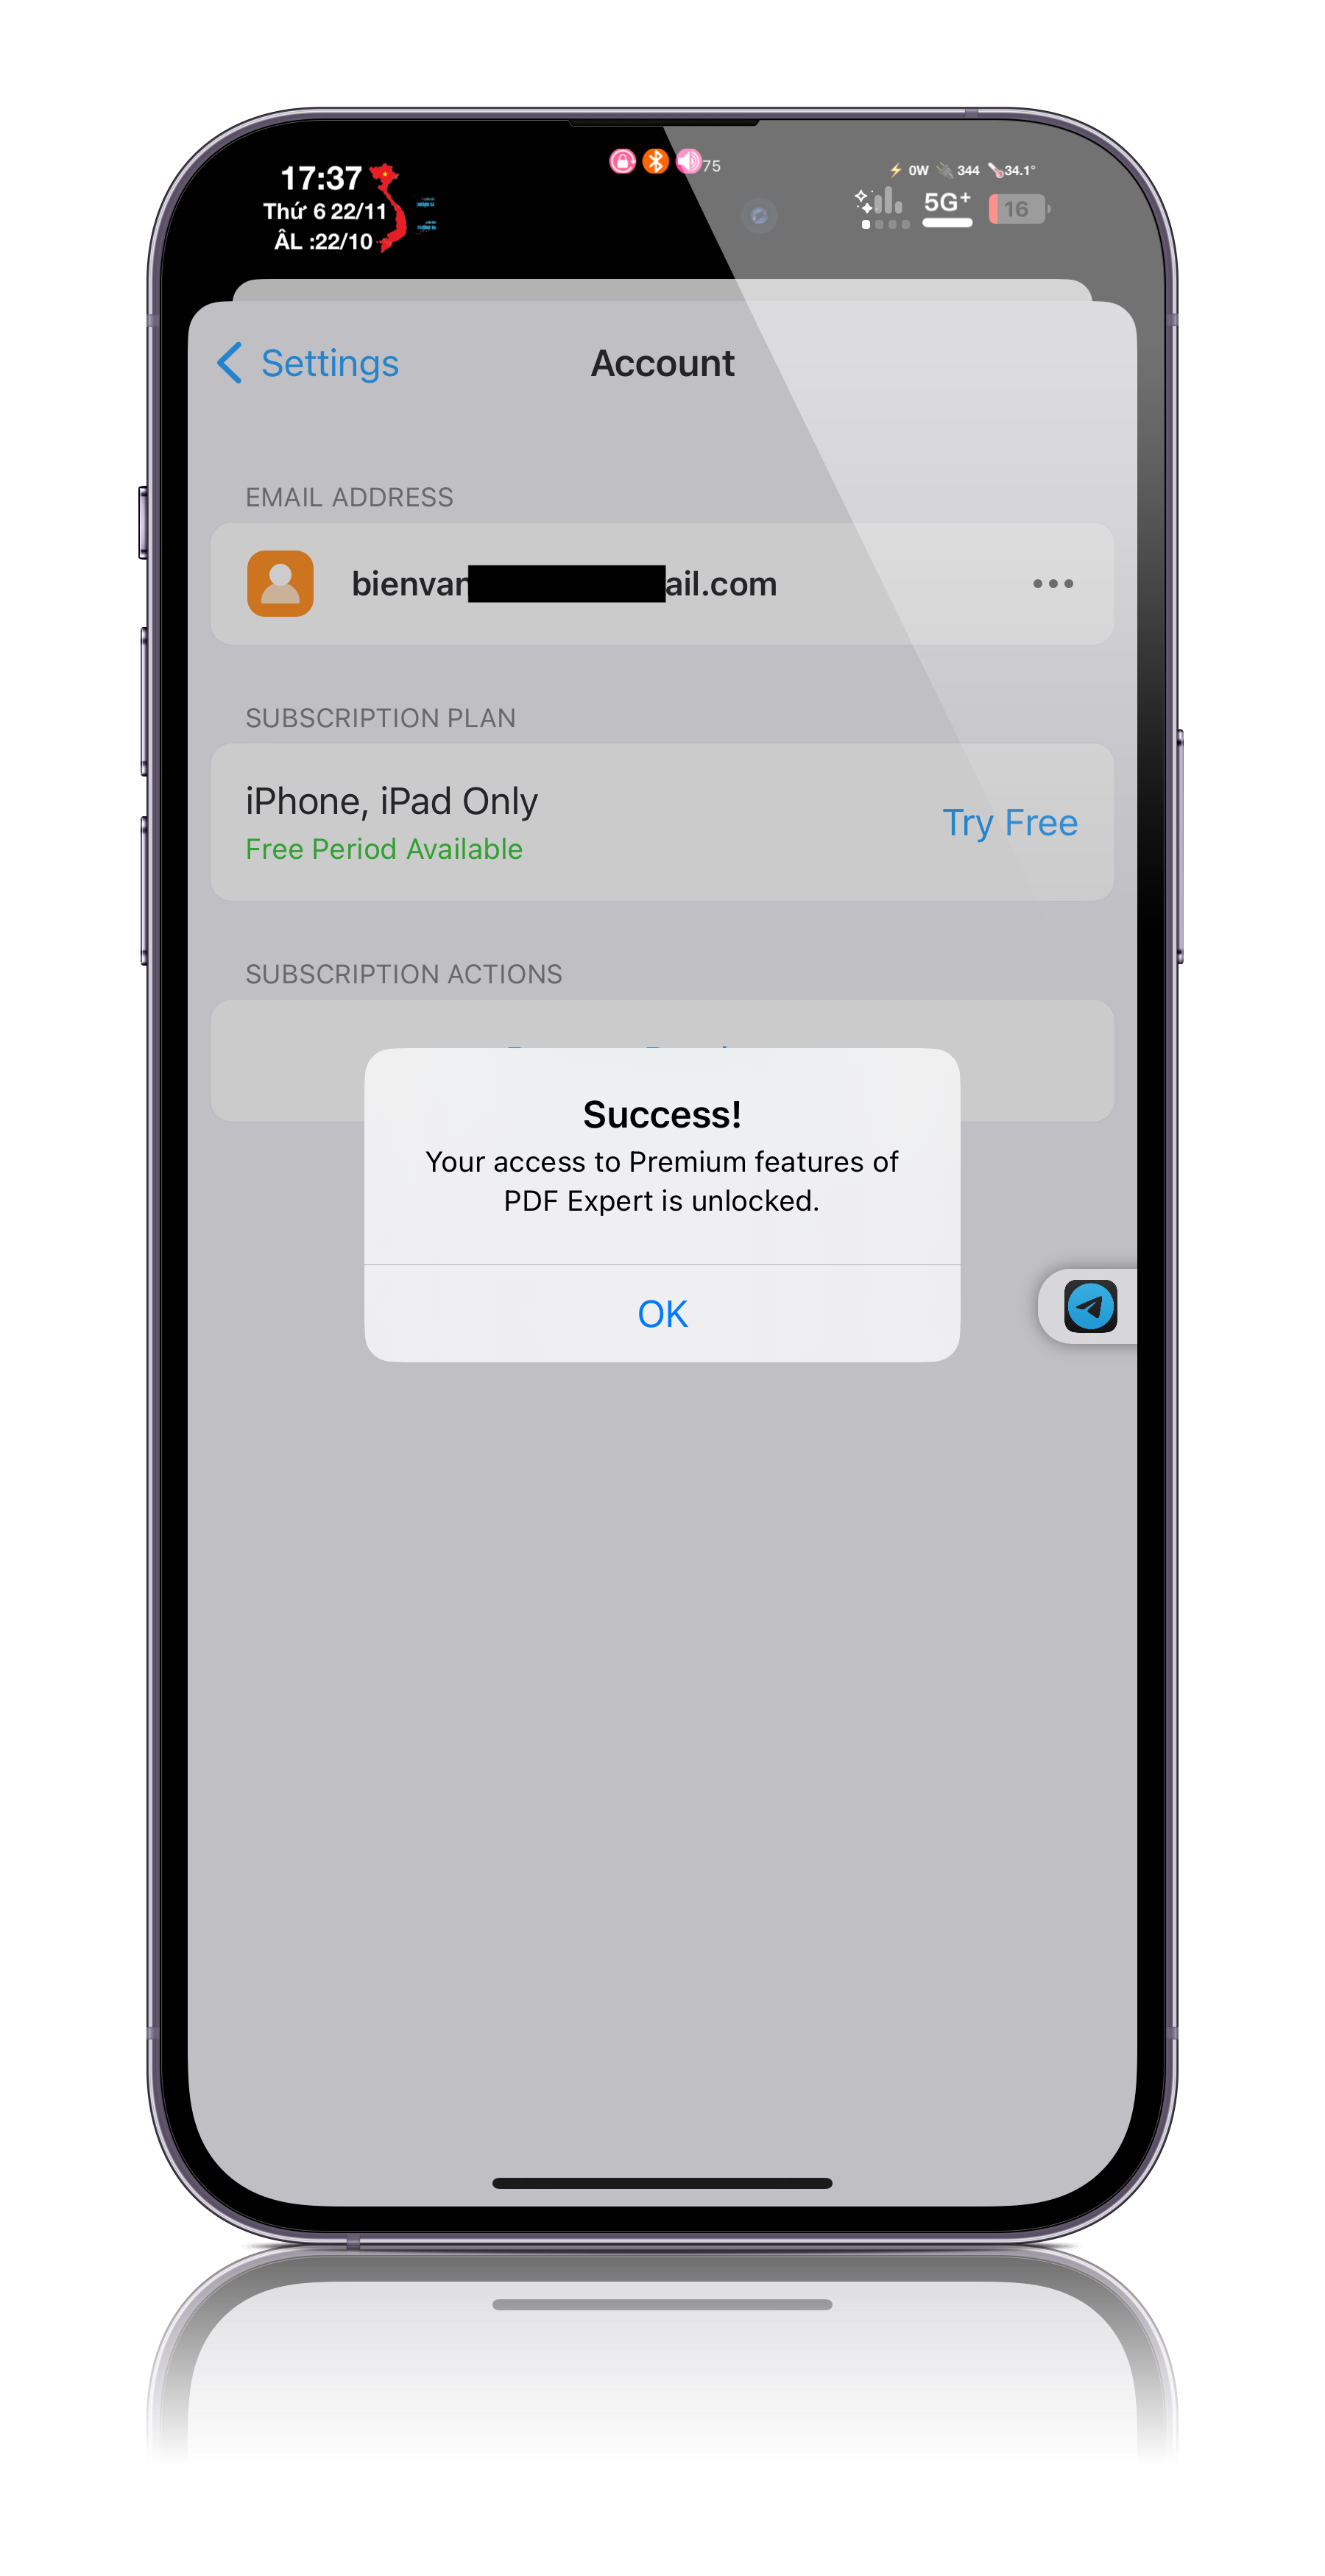 17:37
Thứ 6 22/11
ÂL :22/10
75
0W 344 34.1°
5G+ 16
Settings
Account
EMAIL ADDRESS
bienvan ail.com
SUBSCRIPTION PLAN
iPhone, iPad Only
Free Period Available
Try Free
SUBSCRIPTION ACTIONS
Success!
Your access to Premium features of
PDF Expert is unlocked.
OK